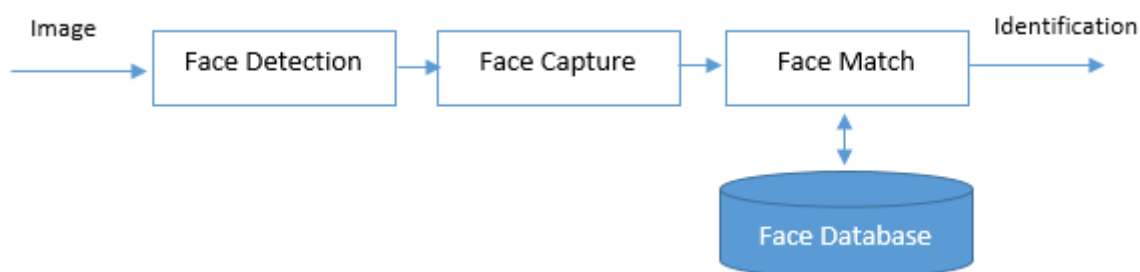 Image
Face Detection
Face Capture
Face Match
Identification
Face Database